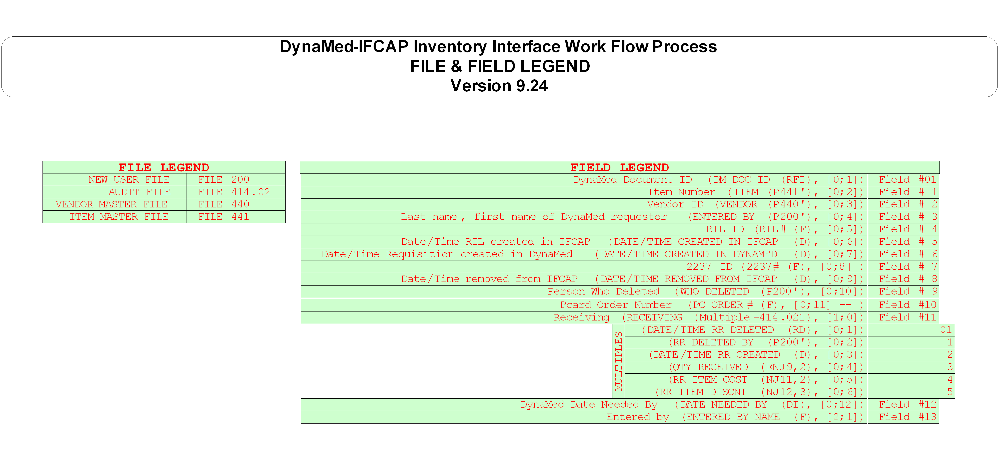 DynaMed-IFCAP Inventory Interface Work Flow Process
FILE & FIELD LEGEND
Version 9.24
FILE LEGEND
NEW USER FILE FILE 200
AUDIT FILE FILE 414.02
VENDOR MASTER FILE FILE 440
ITEM MASTER FILE FILE 441
FIELD LEGEND
DynaMed Document ID (DM DOC ID (RFI), [0;1]) Field #01
Item Number (ITEM (P441'), [0;2]) Field # 1
Vendor ID (VENDOR (P440'), [0;3]) Field # 2
Last name, first name of DynaMed requestor (ENTERED BY (P200'), [0;4]) Field # 3
RIL ID (RIL# (F), [0;5]) Field # 4
Date/Time RIL created in IFCAP (DATE/TIME CREATED IN IFCAP (D), [0;6]) Field # 5
Date/Time Requisition created in DynaMed (DATE/TIME CREATED IN DYNAMED (D), [0;7]) Field # 6
2237 ID (2237# (F), [0;8] ) Field # 7
Date/Time removed from IFCAP (DATE/TIME REMOVED FROM IFCAP (D), [0;9]) Field # 8
Person Who Deleted (WHO DELETED (P200'), [0;10]) Field # 9
Pcard Order Number (PC ORDER # (F), [0;11] -- ) Field #10
Receiving (RECEIVING (Multiple-414.021), [1;0]) Field #11
MULTIPLES
(DATE/TIME RR DELETED (RD), [0;1]) 01
(RR DELETED BY (P200'), [0;2]) 1
(DATE/TIME RR CREATED (D), [0;3]) 2
(QTY RECEIVED (RNJ9,2), [0;4]) 3
(RR ITEM COST (NJ11,2), [0;5]) 4
(RR ITEM DISCNT (NJ12,3), [0;6]) 5
DynaMed Date Needed By (DATE NEEDED BY (DI), [0;12]) Field #12
Entered by (ENTERED BY NAME (F), [2;1]) Field #13